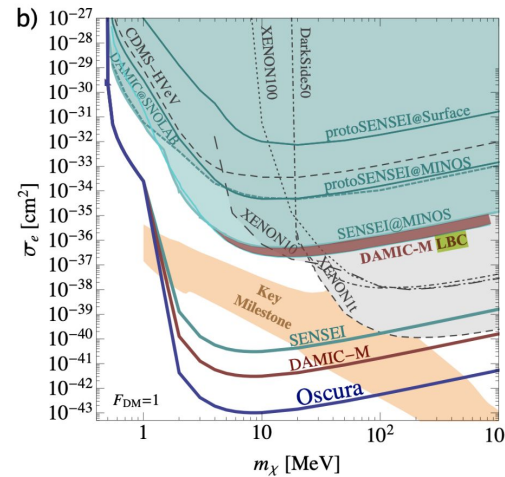 b)
10⁻²⁷
10⁻²⁸
10⁻²⁹
10⁻³⁰
10⁻³¹
10⁻³²
10⁻³³
10⁻³⁴
10⁻³⁵
10⁻³⁶
10⁻³⁷
10⁻³⁸
10⁻³⁹
10⁻⁴⁰
10⁻⁴¹
10⁻⁴²
10⁻⁴³
σ̅ₑ [cm²]
CDMS-HVeV
DAMIC@SNOLAB
XENON100
DarkSide50
protoSENSEI@Surface
protoSENSEI@MINOS
XENON10
SENSEI@MINOS
DAMIC-M LBC
XENON1t
Key
Milestone
SENSEI
DAMIC-M
Oscura
F_DM=1
1
10
10²
10
m_χ [MeV]